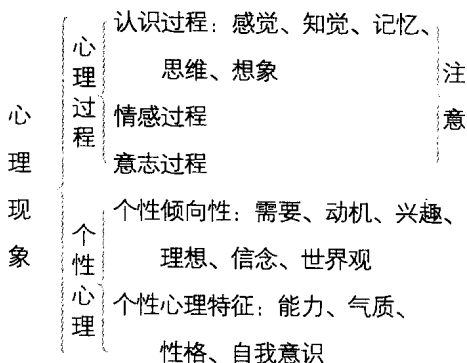 心理现象
心理过程
认识过程：感觉、知觉、记忆、
思维、想象
情感过程
意志过程
注意
个性心理
个性倾向性：需要、动机、兴趣、
理想、信念、世界观
个性心理特征：能力、气质、
性格、自我意识